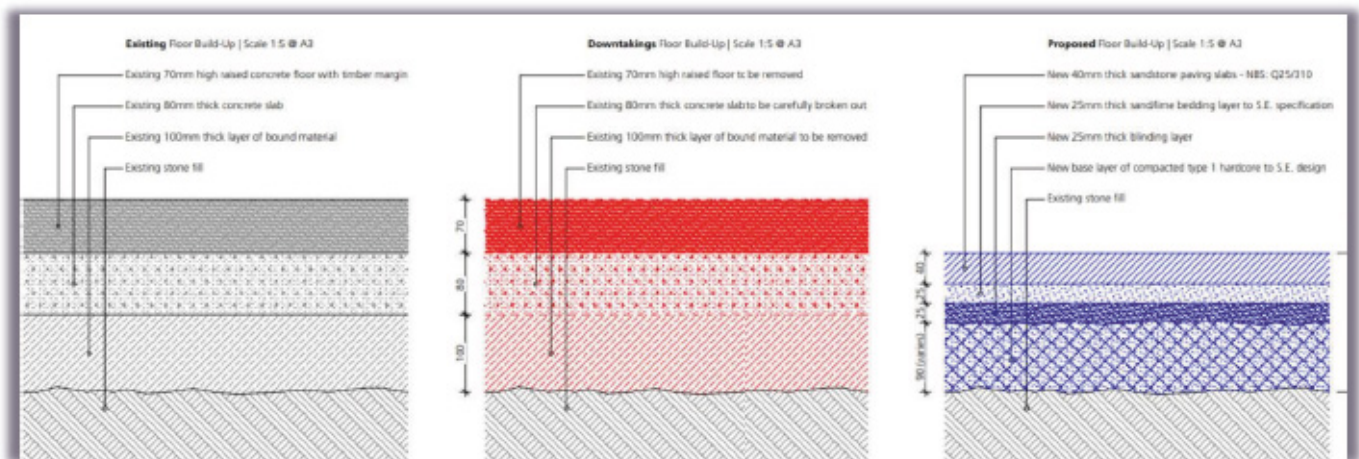 Existing Floor Build-Up | Scale 1:5 @ A3
Existing 70mm high raised concrete floor with timber margin
Existing 80mm thick concrete slab
Existing 100mm thick layer of bound material
Existing stone fill
Downtakings Floor Build-Up | Scale 1:5 @ A3
Existing 70mm high raised floor to be removed
Existing 80mm thick concrete slab to be carefully broken out
Existing 100mm thick layer of bound material to be removed
Existing stone fill
70
80
100
Proposed Floor Build-Up | Scale 1:5 @ A3
New 40mm thick sandstone paving slabs - NBS: Q25/310
New 25mm thick sand/lime bedding layer to S.E. specification
New 25mm thick blinding layer
New base layer of compacted type 1 hardcore to S.E. design
Existing stone fill
40
25
25
90 (varies)